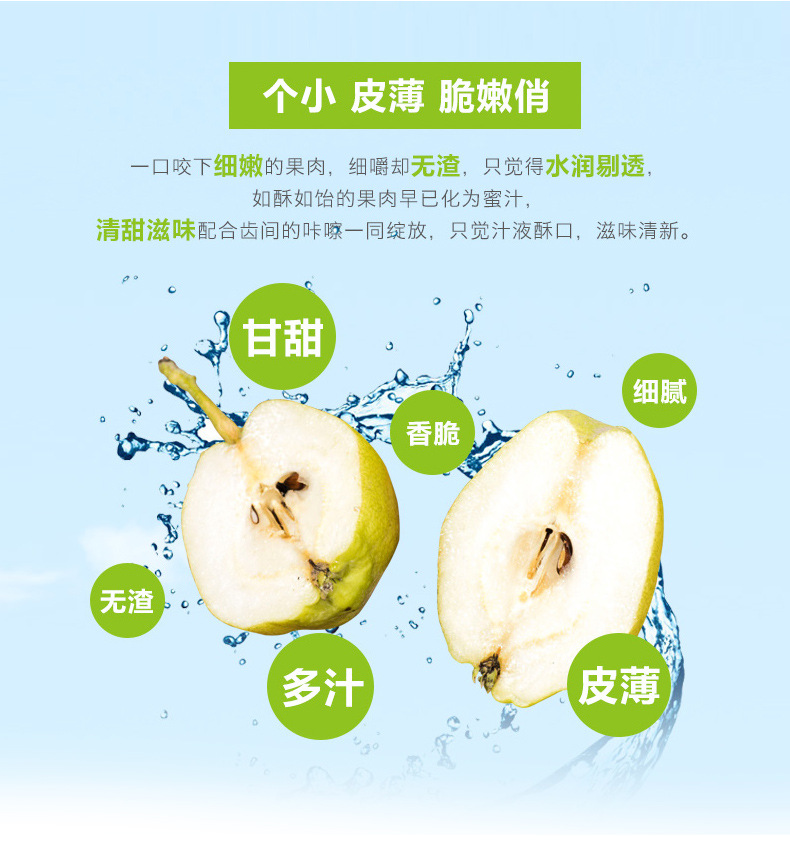 个小 皮薄 脆嫩俏
一口咬下细嫩的果肉，细嚼却无渣，只觉得水润剔透，
如酥如饴的果肉早已化为蜜汁，
清甜滋味配合齿间的咔嚓一同绽放，只觉汁液酥口，滋味清新。
甘甜
细腻
香脆
无渣
多汁
皮薄